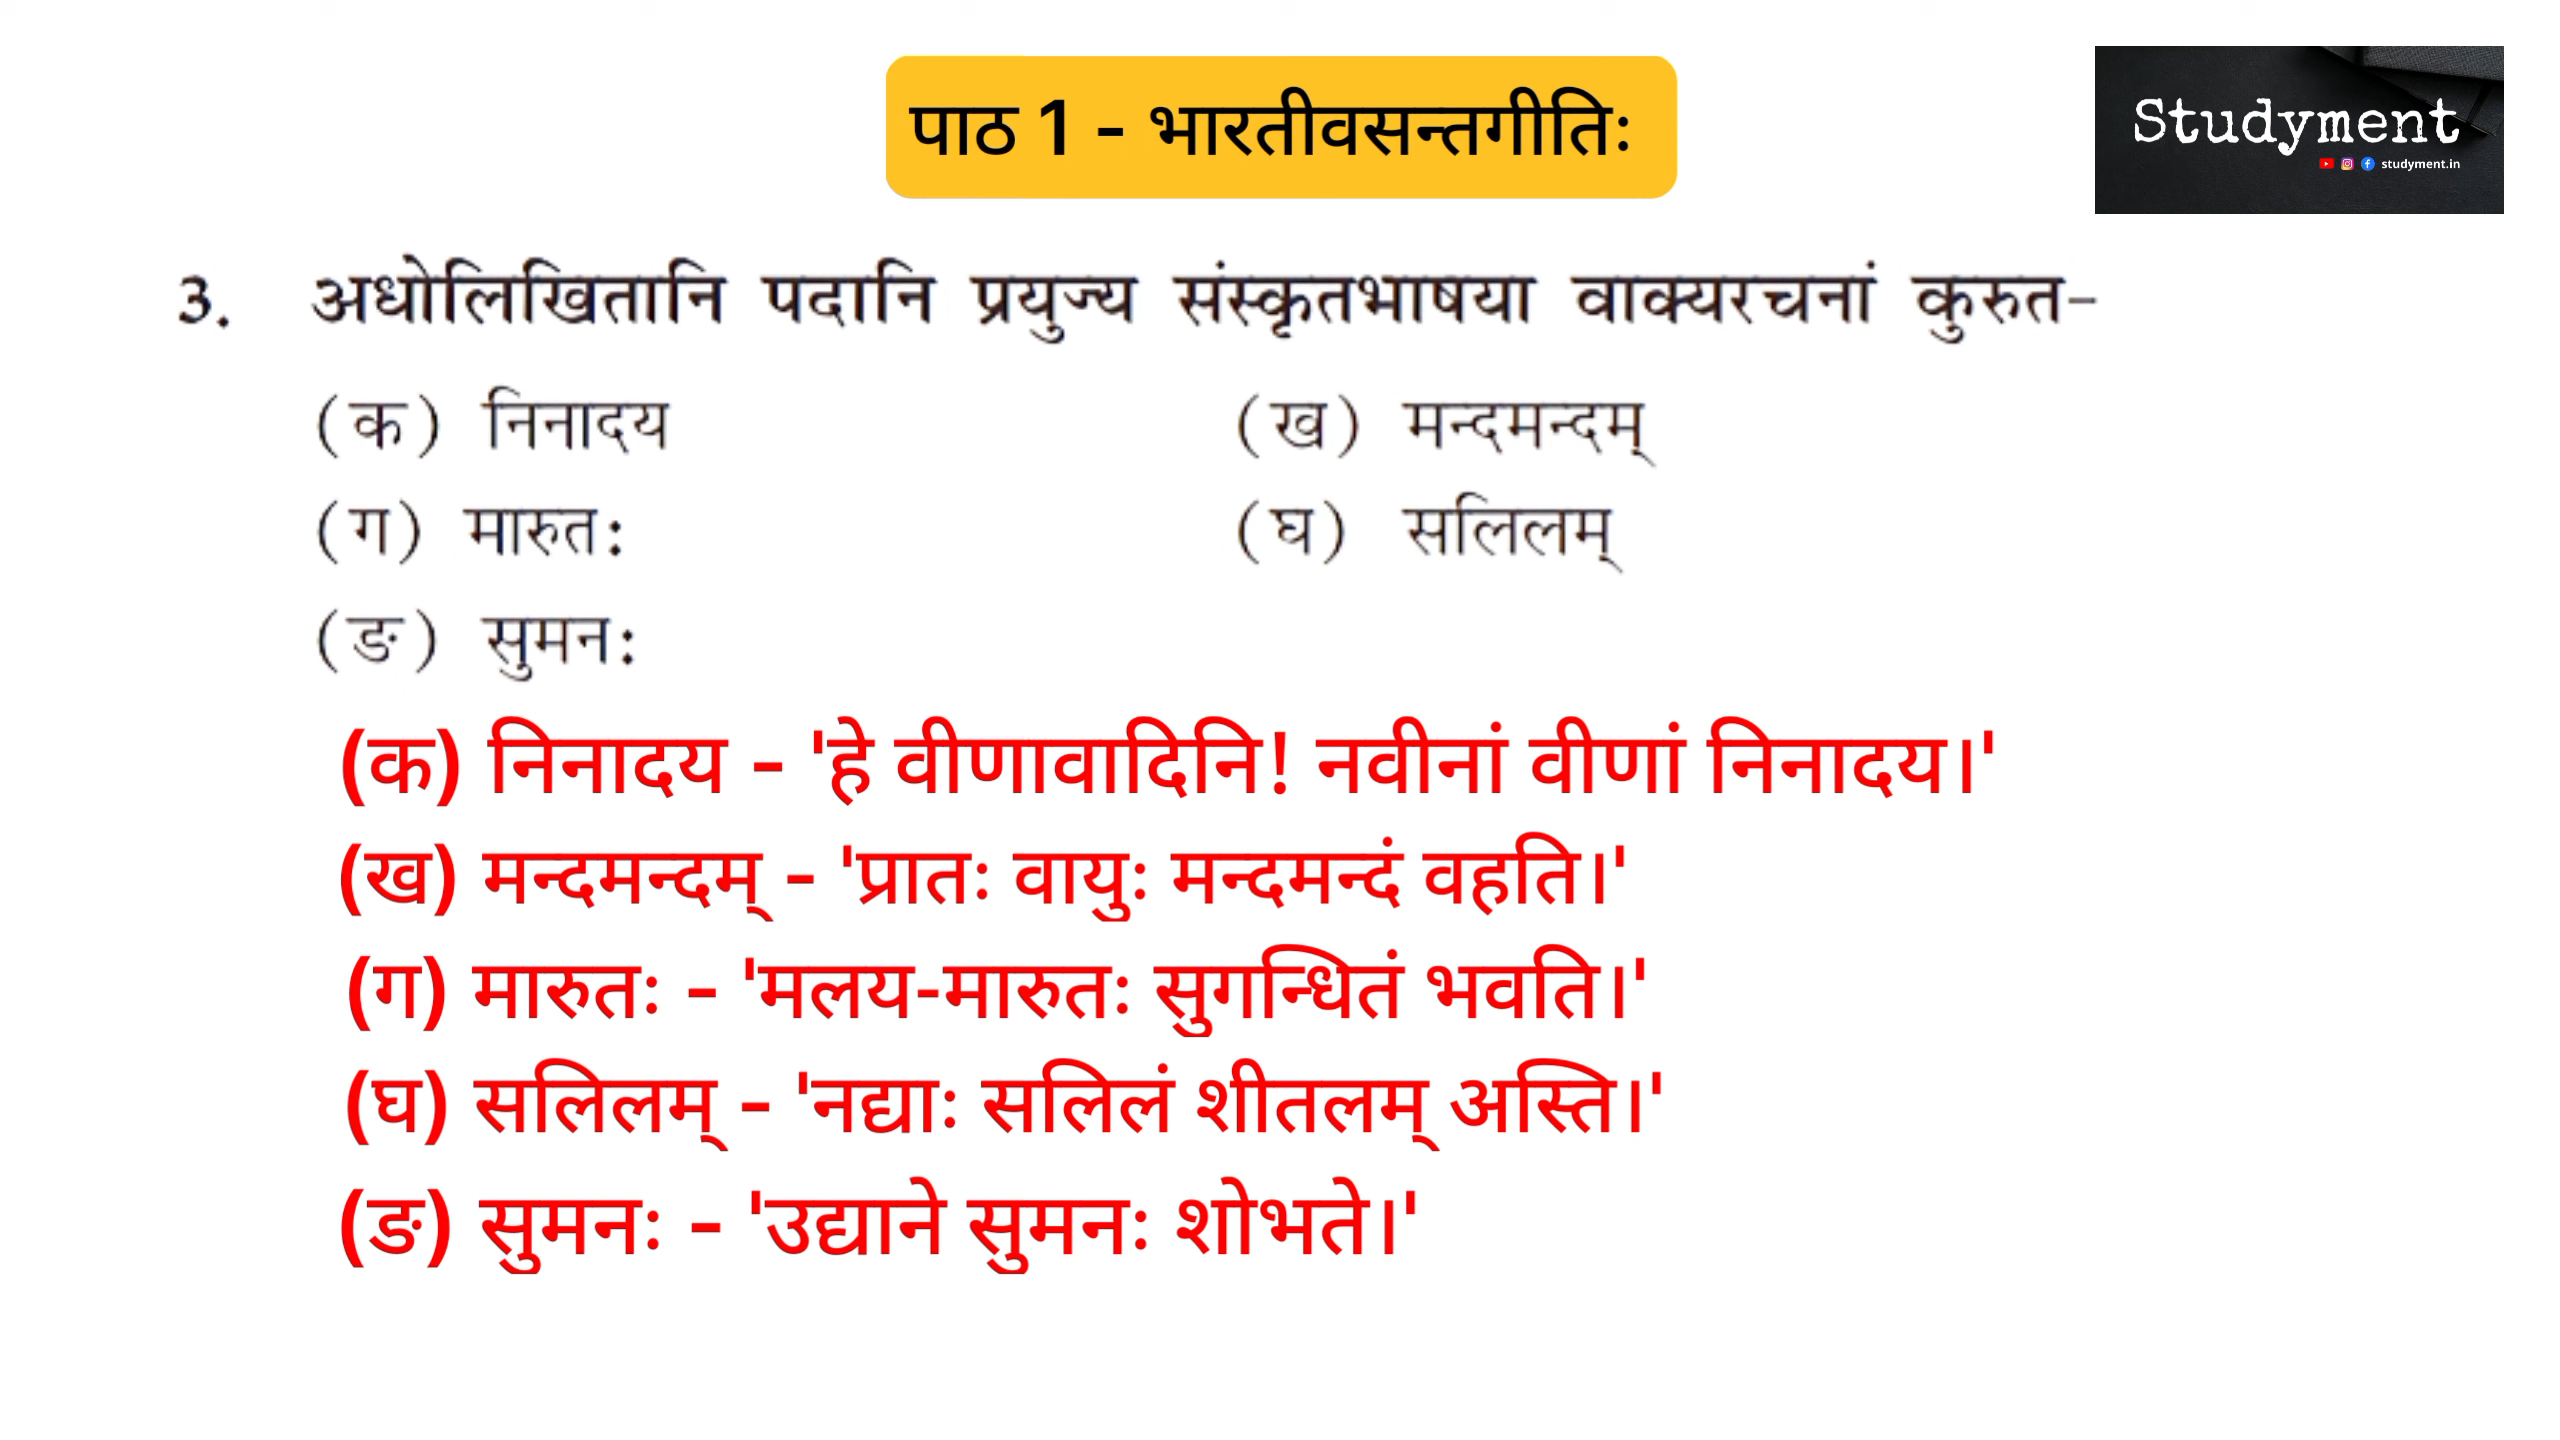 पाठ 1 - भारतीवसन्तगीतिः
Studyment
studyment.in
3. अधोलिखितानि पदानि प्रयुज्य संस्कृतभाषया वाक्यरचनां कुरुत-
(क) निनादय (ख) मन्दमन्दम्
(ग) मारुतः (घ) सलिलम्
(ङ) सुमनः
(क) निनादय - 'हे वीणावादिनि! नवीनां वीणां निनादय।'
(ख) मन्दमन्दम् - 'प्रातः वायुः मन्दमन्दं वहति।'
(ग) मारुतः - 'मलय-मारुतः सुगन्धितं भवति।'
(घ) सलिलम् - 'नद्याः सलिलं शीतलम् अस्ति।'
(ङ) सुमनः - 'उद्याने सुमनः शोभते।'